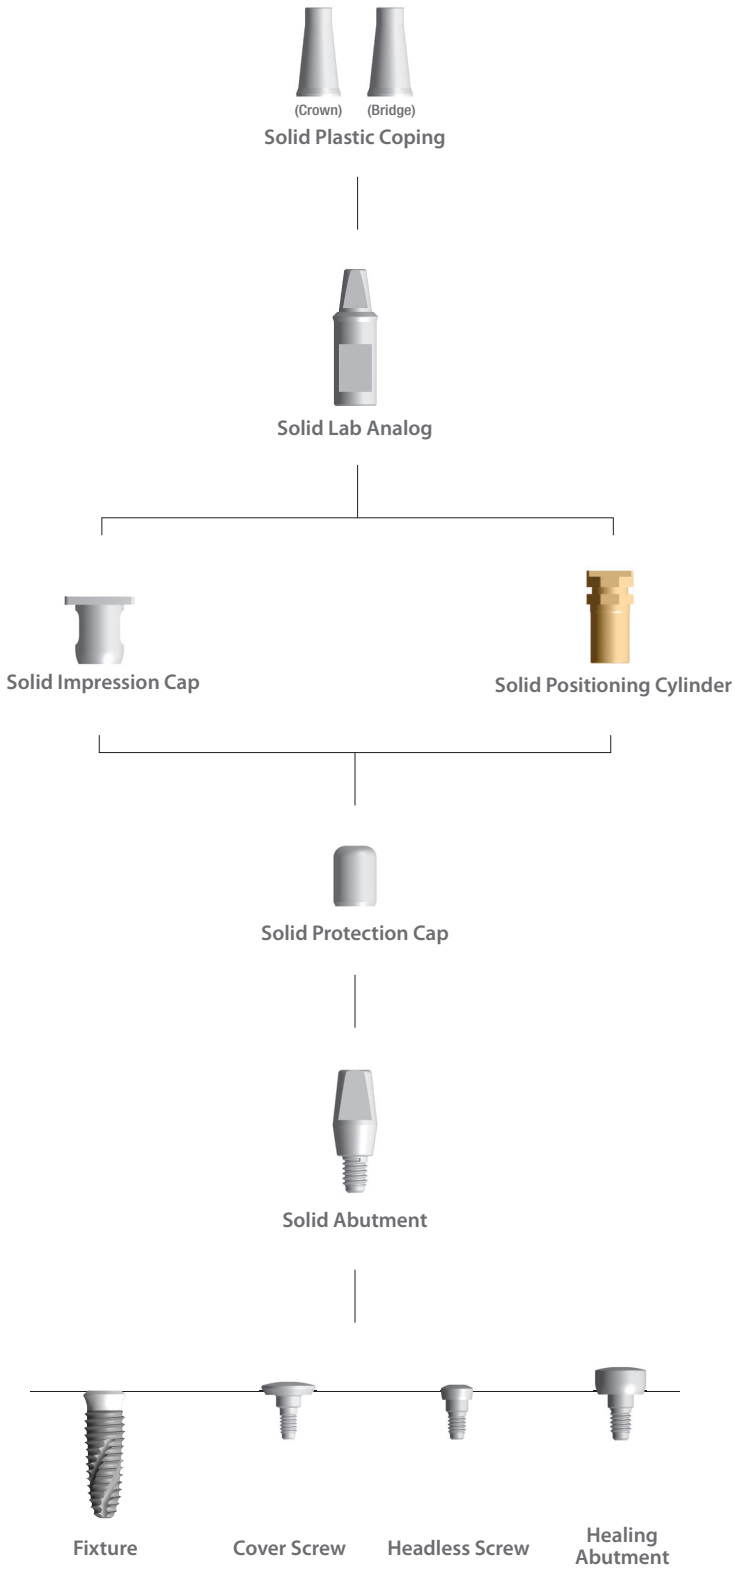 (Crown) (Bridge)
Solid Plastic Coping
Solid Lab Analog
Solid Impression Cap
Solid Positioning Cylinder
Solid Protection Cap
Solid Abutment
Fixture
Cover Screw
Headless Screw
Healing
Abutment